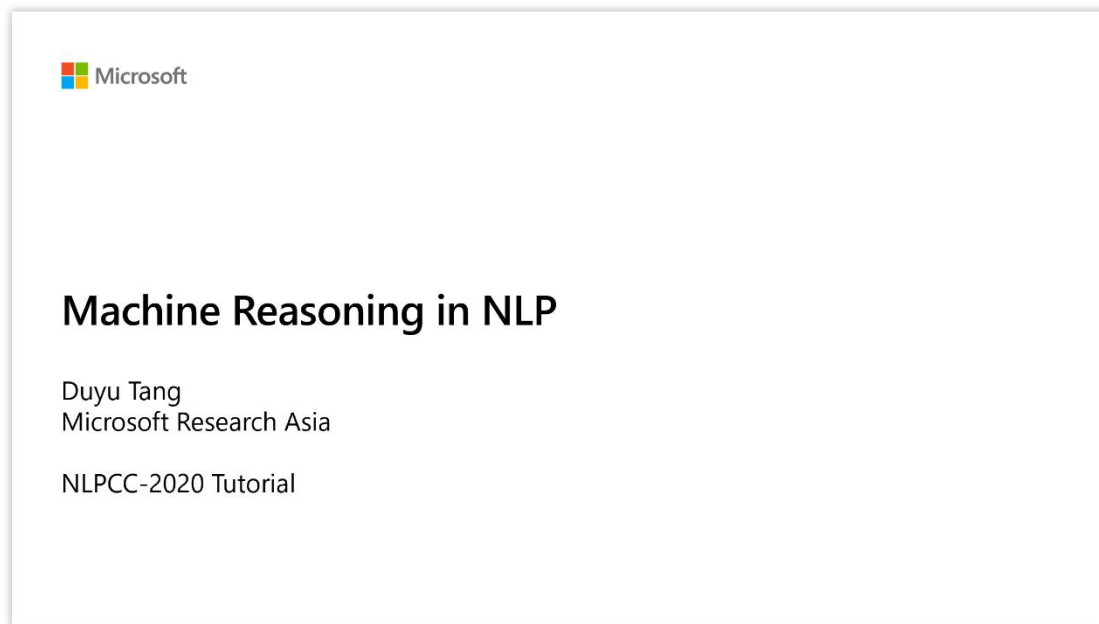 Microsoft
Machine Reasoning in NLP
Duyu Tang
Microsoft Research Asia
NLPCC-2020 Tutorial